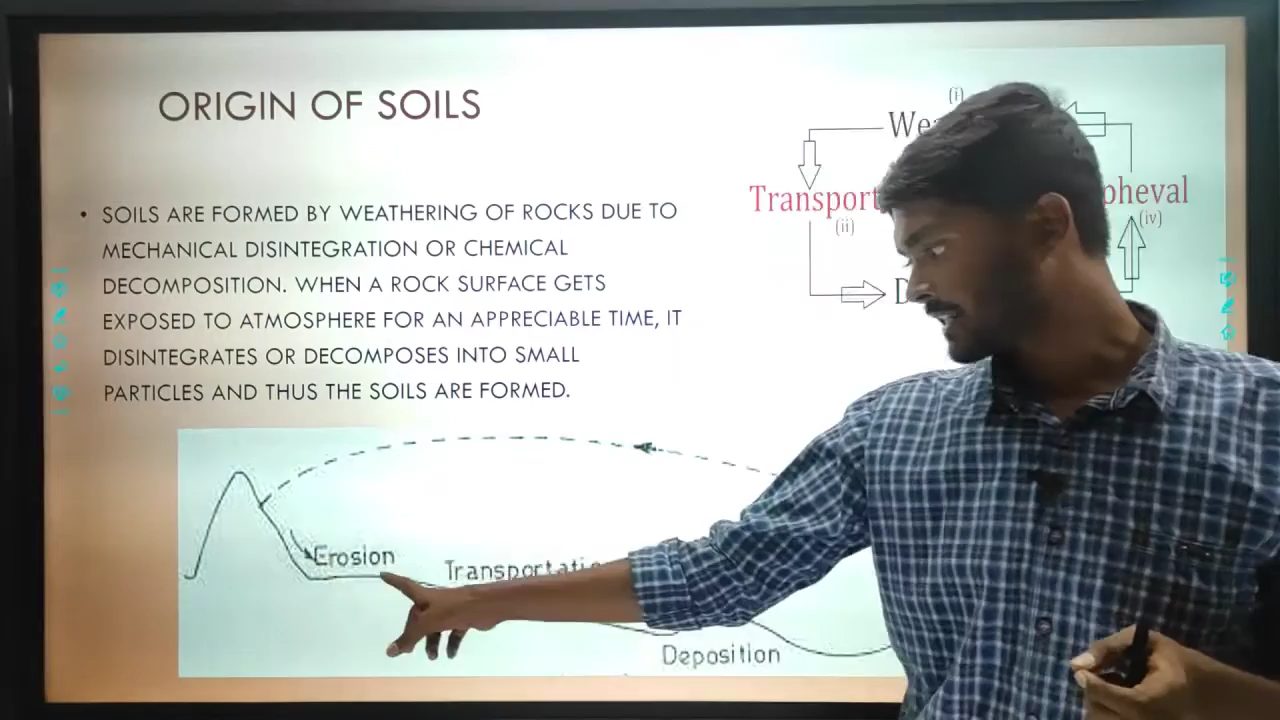 ORIGIN OF SOILS
• SOILS ARE FORMED BY WEATHERING OF ROCKS DUE TO
MECHANICAL DISINTEGRATION OR CHEMICAL
DECOMPOSITION. WHEN A ROCK SURFACE GETS
EXPOSED TO ATMOSPHERE FOR AN APPRECIABLE TIME, IT
DISINTEGRATES OR DECOMPOSES INTO SMALL
PARTICLES AND THUS THE SOILS ARE FORMED.
(i)
(ii)
(iv)
Erosion
Deposition